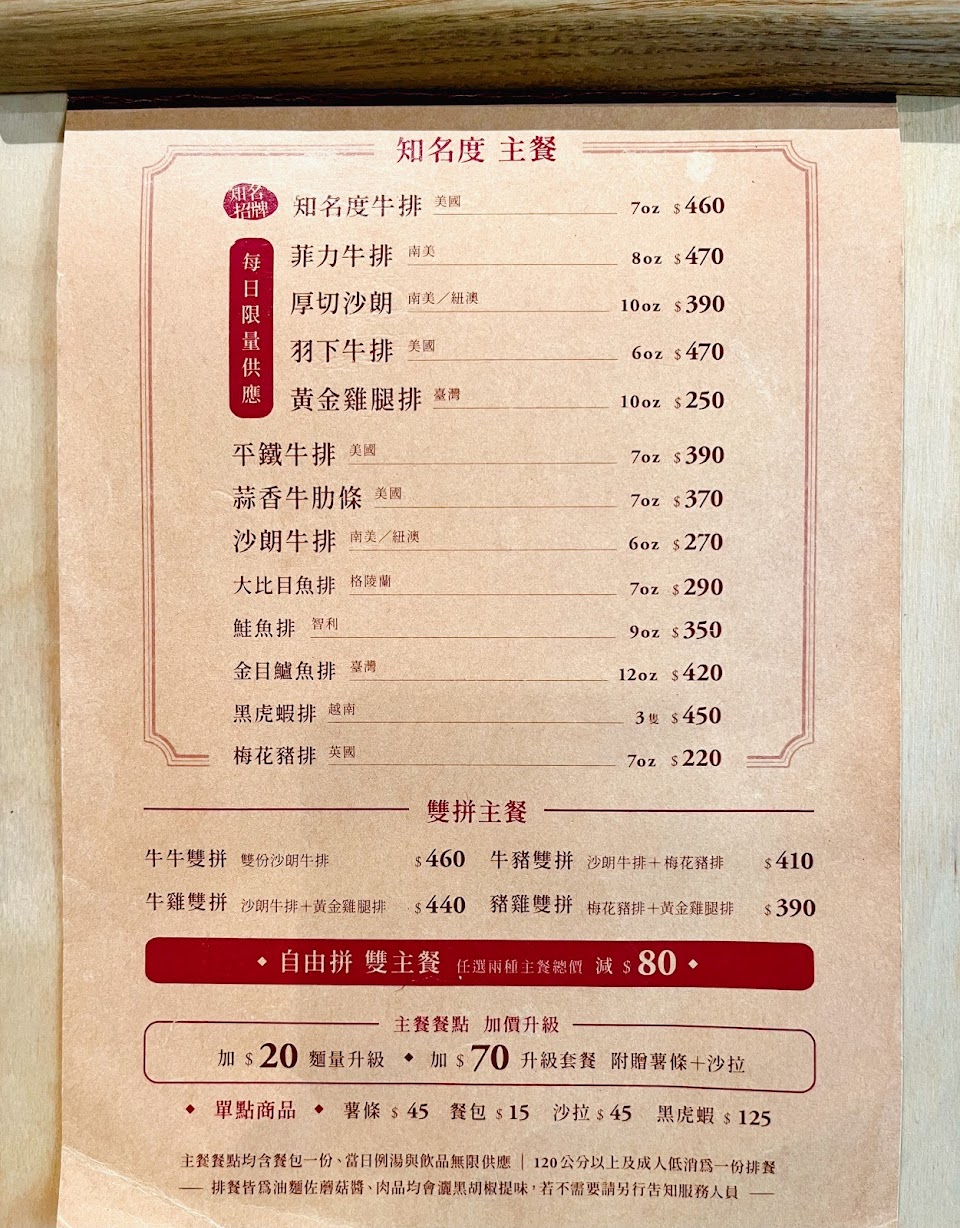 知名度 主餐
知名招牌 知名度牛排 美國 7oz $460
每日限量供應
菲力牛排 南美 8oz $470
厚切沙朗 南美／紐澳 10oz $390
羽下牛排 美國 6oz $470
黃金雞腿排 臺灣 10oz $250
平鐵牛排 美國 7oz $390
蒜香牛肋條 美國 7oz $370
沙朗牛排 南美／紐澳 6oz $270
大比目魚排 格陵蘭 7oz $290
鮭魚排 智利 9oz $350
金目鱸魚排 臺灣 12oz $420
黑虎蝦排 越南 3隻 $450
梅花豬排 英國 7oz $220
雙拼主餐
牛牛雙拼 雙份沙朗牛排 $460 牛豬雙拼 沙朗牛排＋梅花豬排 $410
牛雞雙拼 沙朗牛排＋黃金雞腿排 $440 豬雞雙拼 梅花豬排＋黃金雞腿排 $390
◆ 自由拼 雙主餐 任選兩種主餐總價 減 $80 ◆
主餐餐點 加價升級
加 $20 麵量升級 ◆ 加 $70 升級套餐 附贈薯條＋沙拉
◆ 單點商品 ◆ 薯條 $45 餐包 $15 沙拉 $45 黑虎蝦 $125
主餐餐點均含餐包一份、當日例湯與飲品無限供應｜120公分以上及成人低消爲一份排餐
— 排餐皆爲油麵佐蘑菇醬、肉品均會灑黑胡椒提味，若不需要請另行告知服務人員 —